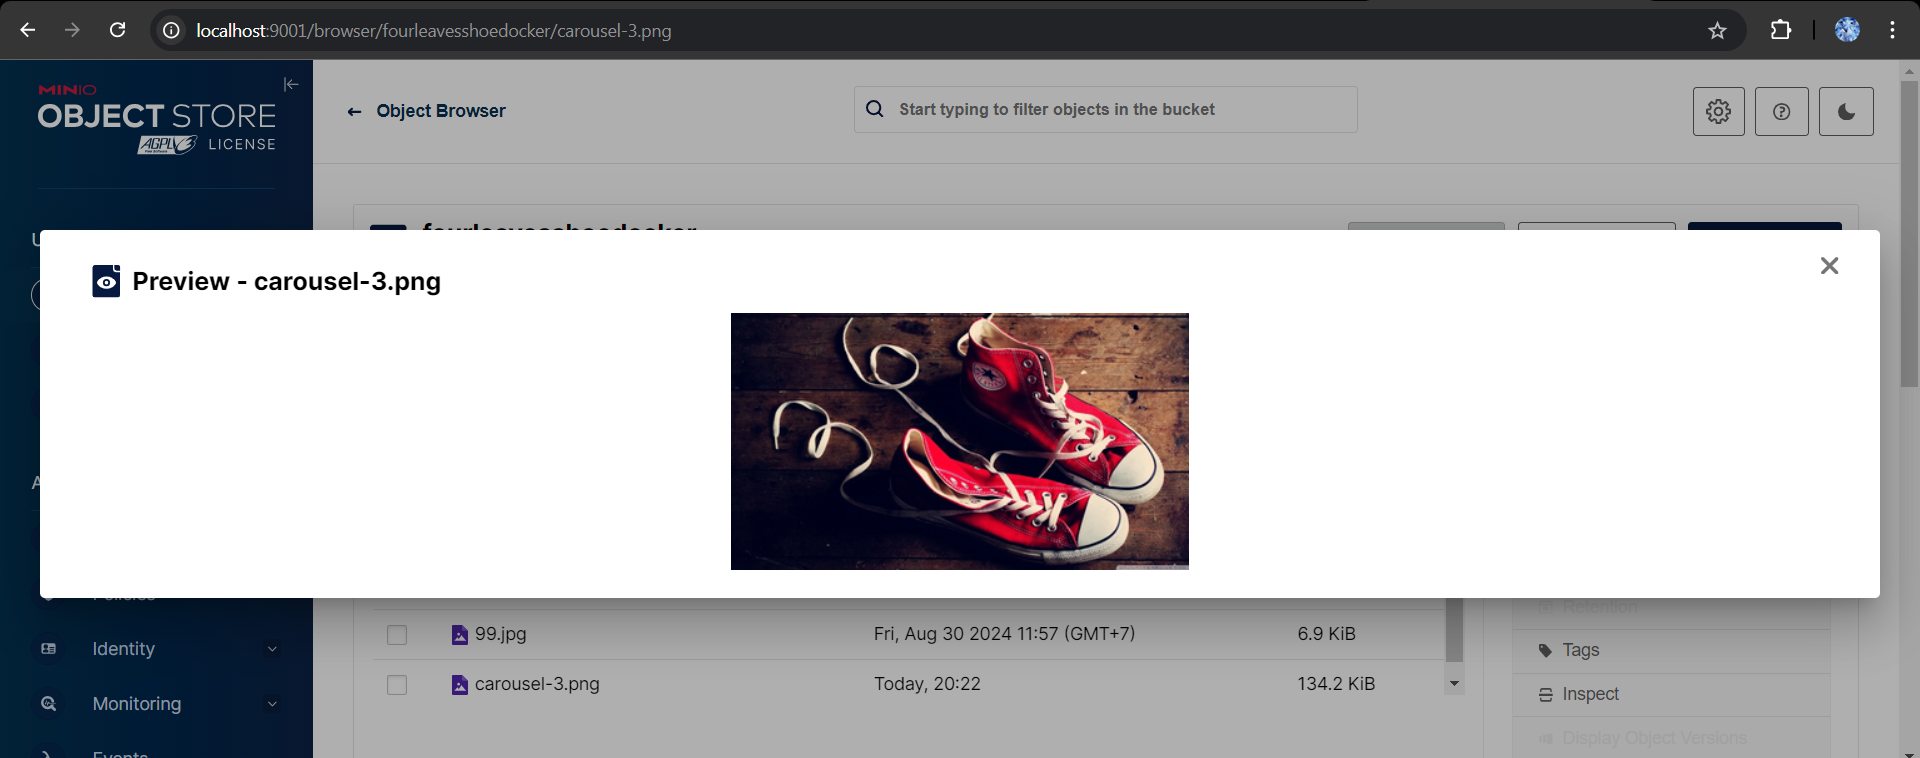 localhost:9001/browser/fourleavesshoedocker/carousel-3.png
MINIO
OBJECT STORE
AGPL v3 LICENSE
Object Browser
Start typing to filter objects in the bucket
fourleavesshoedocker
U
Preview - carousel-3.png
A
Policies
Retention
99.jpg Fri, Aug 30 2024 11:57 (GMT+7) 6.9 KiB
Identity
Tags
carousel-3.png Today, 20:22 134.2 KiB
Inspect
Monitoring
Display Object Versions
Events